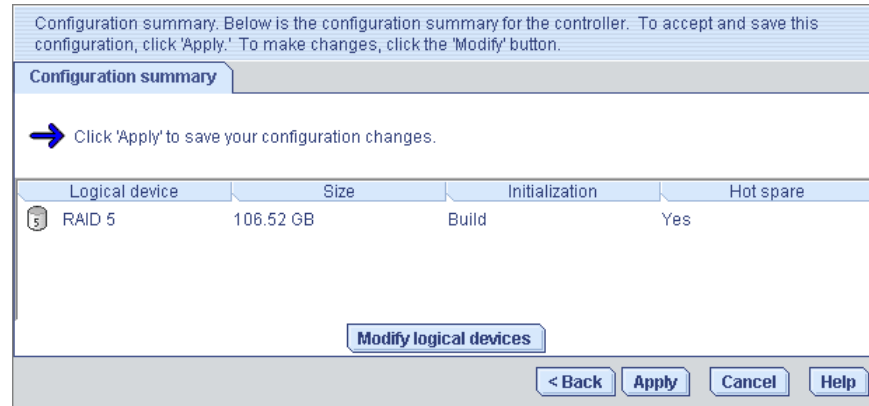 Configuration summary. Below is the configuration summary for the controller. To accept and save this
configuration, click 'Apply.' To make changes, click the 'Modify' button.
Configuration summary
Click 'Apply' to save your configuration changes.
Logical device Size Initialization Hot spare
5 RAID 5 106.52 GB Build Yes
Modify logical devices
< Back Apply Cancel Help